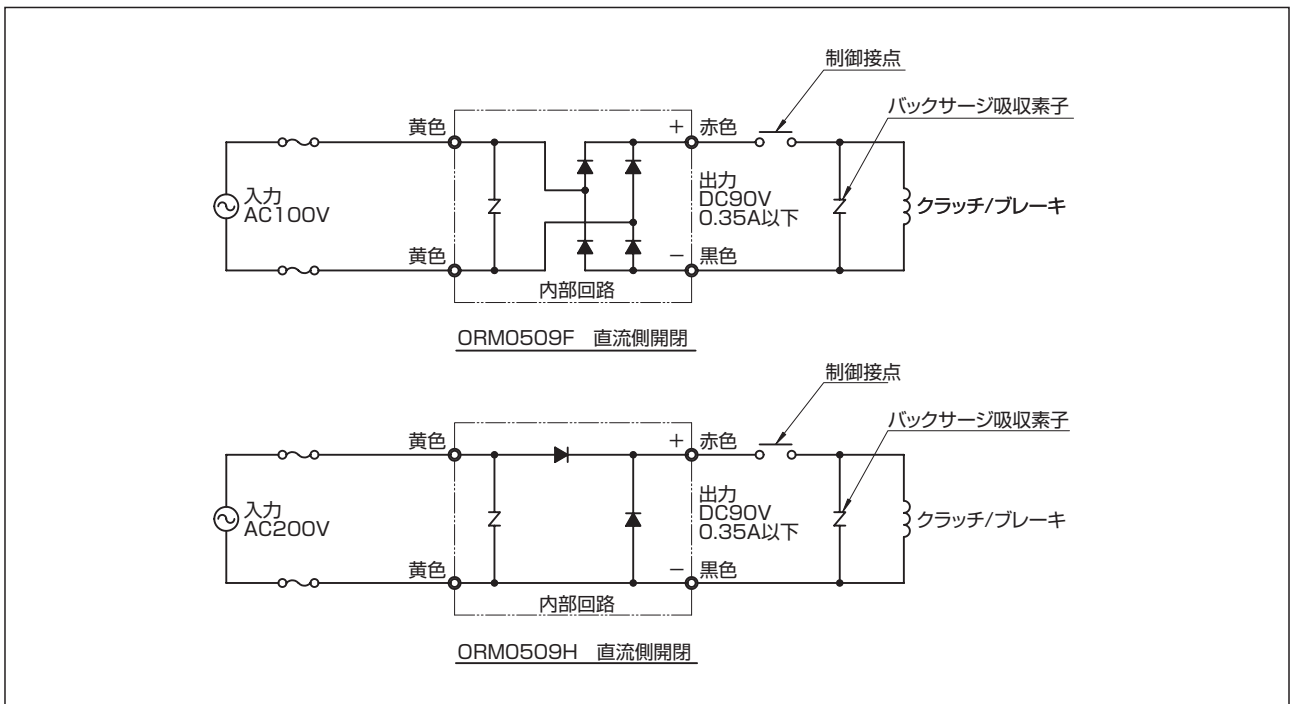 制御接点
バックサージ吸収素子
黄色
+ 赤色
入力
AC100V
出力
DC90V
0.35A以下
クラッチ/ブレーキ
黄色
− 黒色
内部回路
ORM0509F 直流側開閉
制御接点
バックサージ吸収素子
黄色
+ 赤色
入力
AC200V
出力
DC90V
0.35A以下
クラッチ/ブレーキ
黄色
− 黒色
内部回路
ORM0509H 直流側開閉